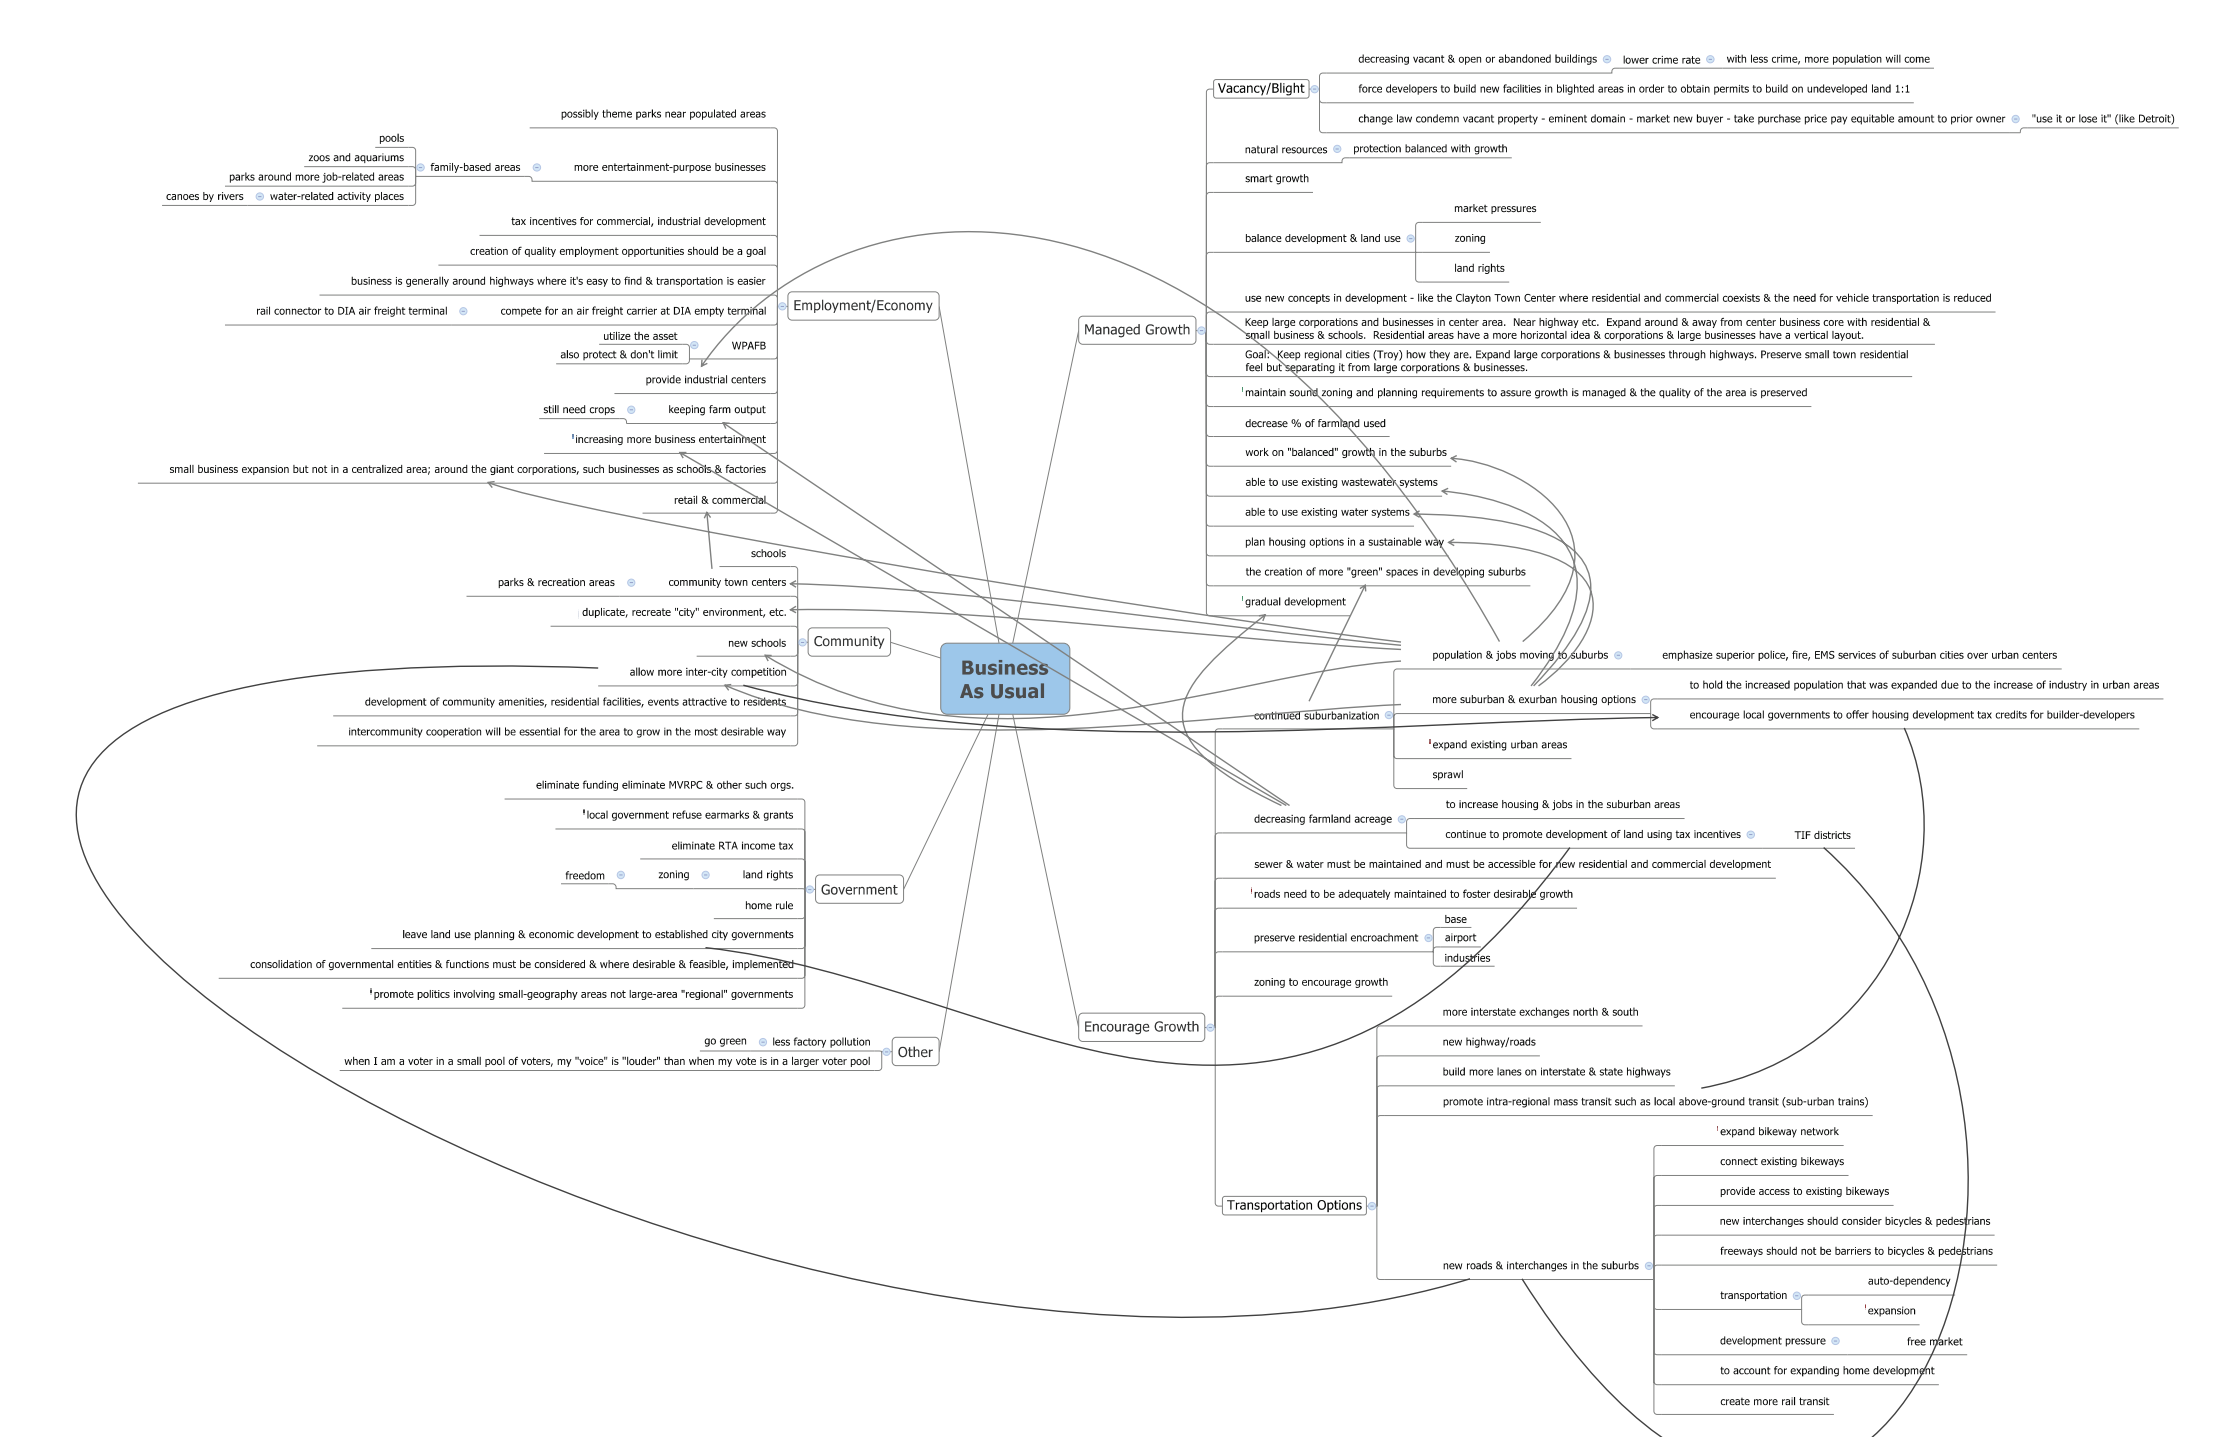 Business
As Usual
Employment/Economy
possibly theme parks near populated areas
more entertainment-purpose businesses
family-based areas
pools
zoos and aquariums
parks around more job-related areas
water-related activity places
canoes by rivers
tax incentives for commercial, industrial development
creation of quality employment opportunities should be a goal
business is generally around highways where it's easy to find & transportation is easier
compete for an air freight carrier at DIA empty terminal
rail connector to DIA air freight terminal
WPAFB
utilize the asset
also protect & don't limit
provide industrial centers
keeping farm output
still need crops
increasing more business entertainment
small business expansion but not in a centralized area; around the giant corporations, such businesses as schools & factories
retail & commercial
Community
schools
community town centers
parks & recreation areas
duplicate, recreate "city" environment, etc.
new schools
allow more inter-city competition
development of community amenities, residential facilities, events attractive to residents
intercommunity cooperation will be essential for the area to grow in the most desirable way
Government
eliminate funding eliminate MVRPC & other such orgs.
local government refuse earmarks & grants
eliminate RTA income tax
land rights
zoning
freedom
home rule
leave land use planning & economic development to established city governments
consolidation of governmental entities & functions must be considered & where desirable & feasible, implemented
promote politics involving small-geography areas not large-area "regional" governments
Other
less factory pollution
go green
when I am a voter in a small pool of voters, my "voice" is "louder" than when my vote is in a larger voter pool
Managed Growth
Vacancy/Blight
decreasing vacant & open or abandoned buildings
lower crime rate
with less crime, more population will come
force developers to build new facilities in blighted areas in order to obtain permits to build on undeveloped land 1:1
change law condemn vacant property - eminent domain - market new buyer - take purchase price pay equitable amount to prior owner
"use it or lose it" (like Detroit)
natural resources
protection balanced with growth
smart growth
balance development & land use
market pressures
zoning
land rights
use new concepts in development - like the Clayton Town Center where residential and commercial coexists & the need for vehicle transportation is reduced
Keep large corporations and businesses in center area.  Near highway etc.  Expand around & away from center business core with residential &
small business & schools.  Residential areas have a more horizontal idea & corporations & large businesses have a vertical layout.
Goal:  Keep regional cities (Troy) how they are. Expand large corporations & businesses through highways. Preserve small town residential
feel but separating it from large corporations & businesses.
maintain sound zoning and planning requirements to assure growth is managed & the quality of the area is preserved
decrease % of farmland used
work on "balanced" growth in the suburbs
able to use existing wastewater systems
able to use existing water systems
plan housing options in a sustainable way
the creation of more "green" spaces in developing suburbs
gradual development
Encourage Growth
continued suburbanization
population & jobs moving to suburbs
emphasize superior police, fire, EMS services of suburban cities over urban centers
more suburban & exurban housing options
to hold the increased population that was expanded due to the increase of industry in urban areas
encourage local governments to offer housing development tax credits for builder-developers
expand existing urban areas
sprawl
decreasing farmland acreage
to increase housing & jobs in the suburban areas
continue to promote development of land using tax incentives
TIF districts
sewer & water must be maintained and must be accessible for new residential and commercial development
roads need to be adequately maintained to foster desirable growth
preserve residential encroachment
base
airport
industries
zoning to encourage growth
Transportation Options
more interstate exchanges north & south
new highway/roads
build more lanes on interstate & state highways
promote intra-regional mass transit such as local above-ground transit (sub-urban trains)
new roads & interchanges in the suburbs
expand bikeway network
connect existing bikeways
provide access to existing bikeways
new interchanges should consider bicycles & pedestrians
freeways should not be barriers to bicycles & pedestrians
transportation
auto-dependency
expansion
development pressure
free market
to account for expanding home development
create more rail transit